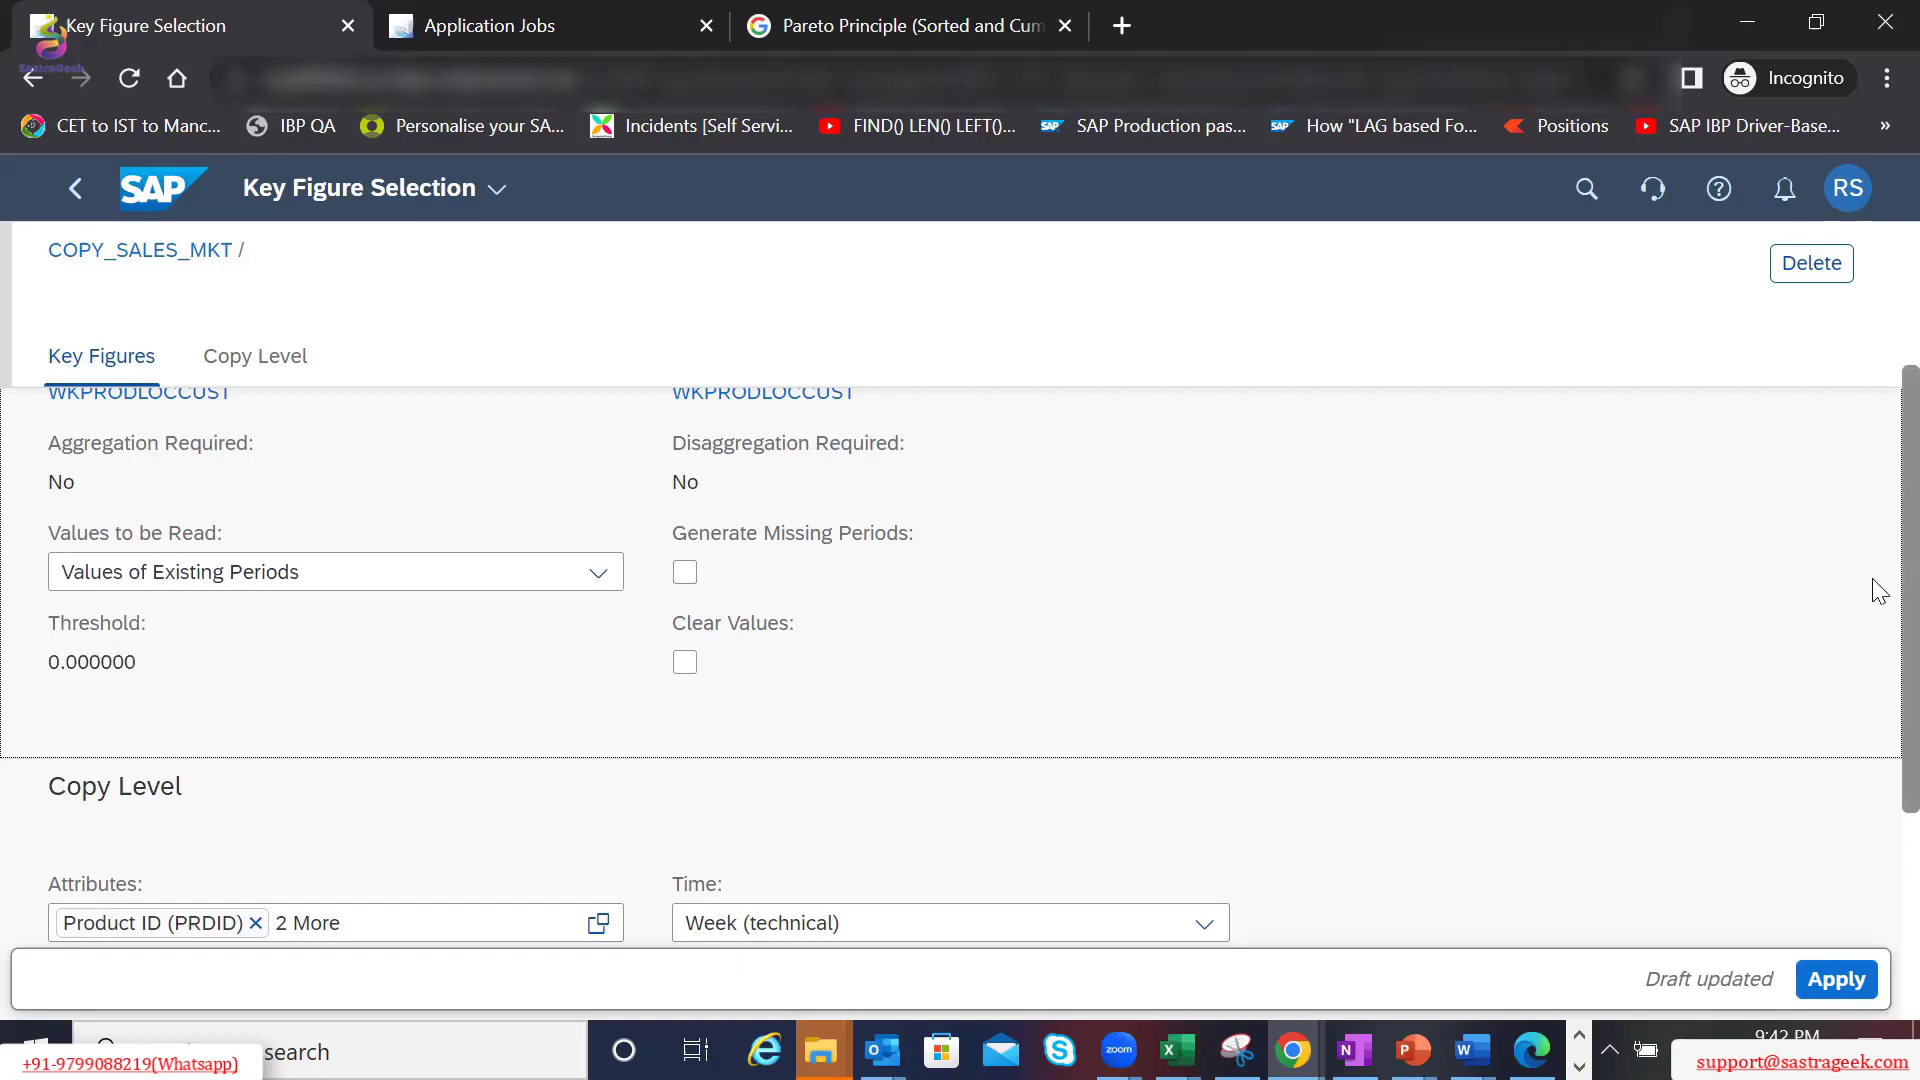 Key Figure Selection
Application Jobs
Pareto Principle (Sorted and Cum
SastraGeek
Incognito
CET to IST to Manc...
IBP QA
Personalise your SA...
Incidents [Self Servi...
FIND() LEN() LEFT()...
SAP Production pas...
How "LAG based Fo...
Positions
SAP IBP Driver-Base...
»
SAP
Key Figure Selection
RS
COPY_SALES_MKT /
Delete
Key Figures
Copy Level
WKPRODLOCCUST
WKPRODLOCCUST
Aggregation Required:
Disaggregation Required:
No
No
Values to be Read:
Generate Missing Periods:
Values of Existing Periods
Threshold:
Clear Values:
0.000000
Copy Level
Attributes:
Time:
Product ID (PRDID)
2 More
Week (technical)
Draft updated
Apply
search
zoom
9:42 PM
+91-9799088219(Whatsapp)
support@sastrageek.com